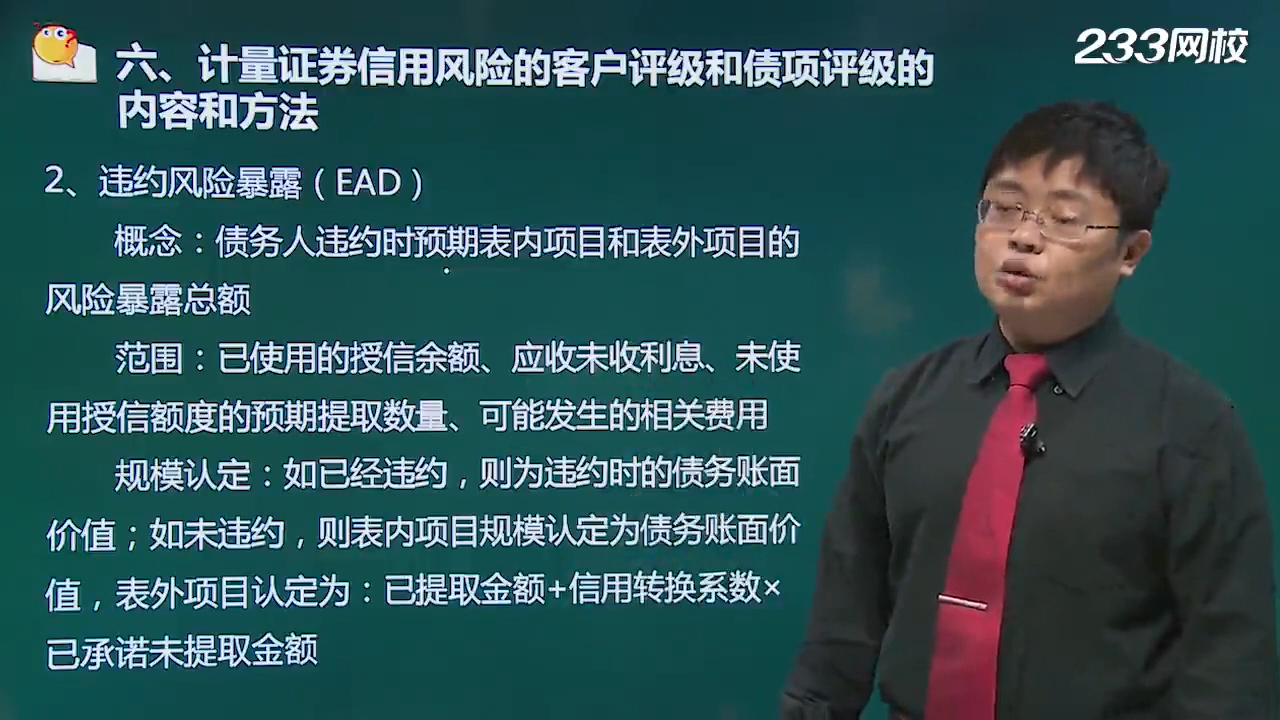 233网校
六、计量证券信用风险的客户评级和债项评级的
内容和方法
2、违约风险暴露（EAD）
概念：债务人违约时预期表内项目和表外项目的
风险暴露总额
范围：已使用的授信余额、应收未收利息、未使
用授信额度的预期提取数量、可能发生的相关费用
规模认定：如已经违约，则为违约时的债务账面
价值；如未违约，则表内项目规模认定为债务账面价
值，表外项目认定为：已提取金额+信用转换系数×
已承诺未提取金额